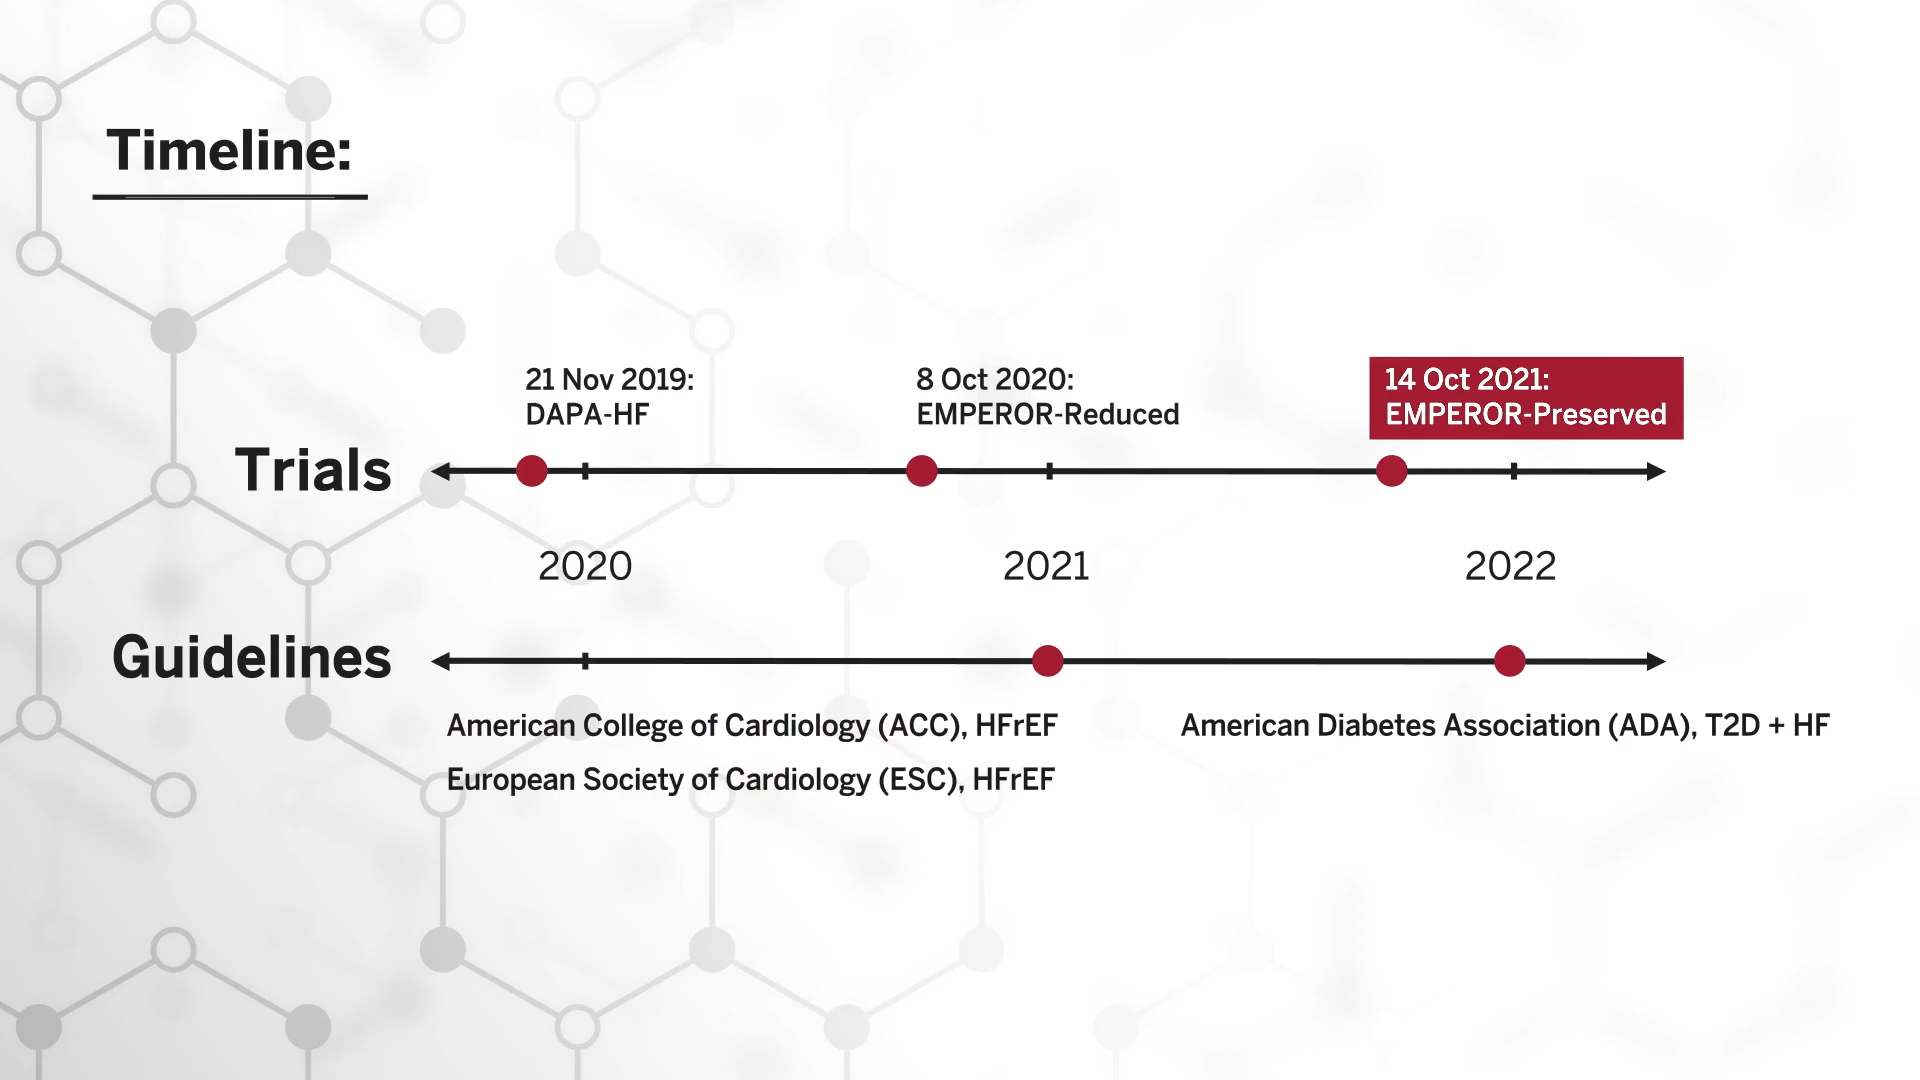 Timeline:
21 Nov 2019:
DAPA-HF
8 Oct 2020:
EMPEROR-Reduced
14 Oct 2021:
EMPEROR-Preserved
Trials
2020
2021
2022
Guidelines
American College of Cardiology (ACC), HFrEF
European Society of Cardiology (ESC), HFrEF
American Diabetes Association (ADA), T2D + HF